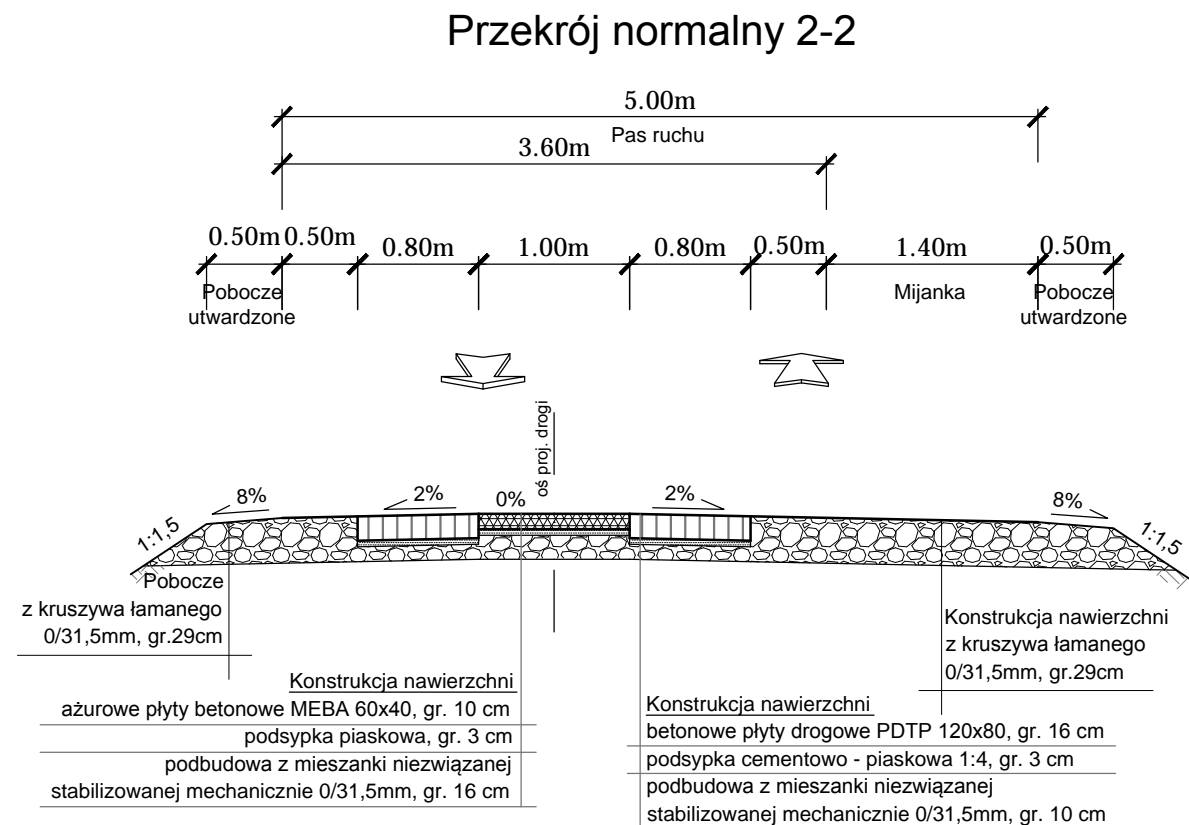 Przekrój normalny 2-2
5.00m
Pas ruchu
3.60m
0.50m 0.50m 0.80m 1.00m 0.80m 0.50m 1.40m 0.50m
Pobocze
utwardzone
Mijanka
Pobocze
utwardzone
oś proj. drogi
1:1,5
8%
2%
0%
2%
8%
1:1,5
Pobocze
z kruszywa łamanego
0/31,5mm, gr.29cm
Konstrukcja nawierzchni
z kruszywa łamanego
0/31,5mm, gr.29cm
Konstrukcja nawierzchni
ażurowe płyty betonowe MEBA 60x40, gr. 10 cm
podsypka piaskowa, gr. 3 cm
podbudowa z mieszanki niezwiązanej
stabilizowanej mechanicznie 0/31,5mm, gr. 16 cm
Konstrukcja nawierzchni
betonowe płyty drogowe PDTP 120x80, gr. 16 cm
podsypka cementowo - piaskowa 1:4, gr. 3 cm
podbudowa z mieszanki niezwiązanej
stabilizowanej mechanicznie 0/31,5mm, gr. 10 cm